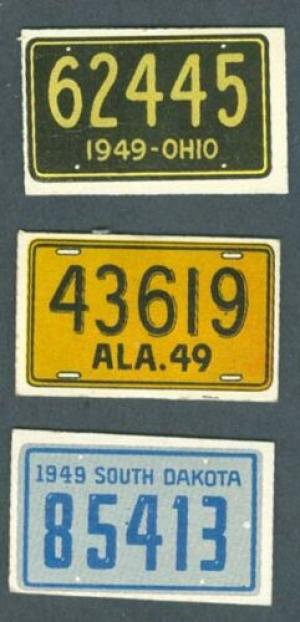 62445
1949-OHIO
43619
ALA.49
1949 SOUTH DAKOTA
85413